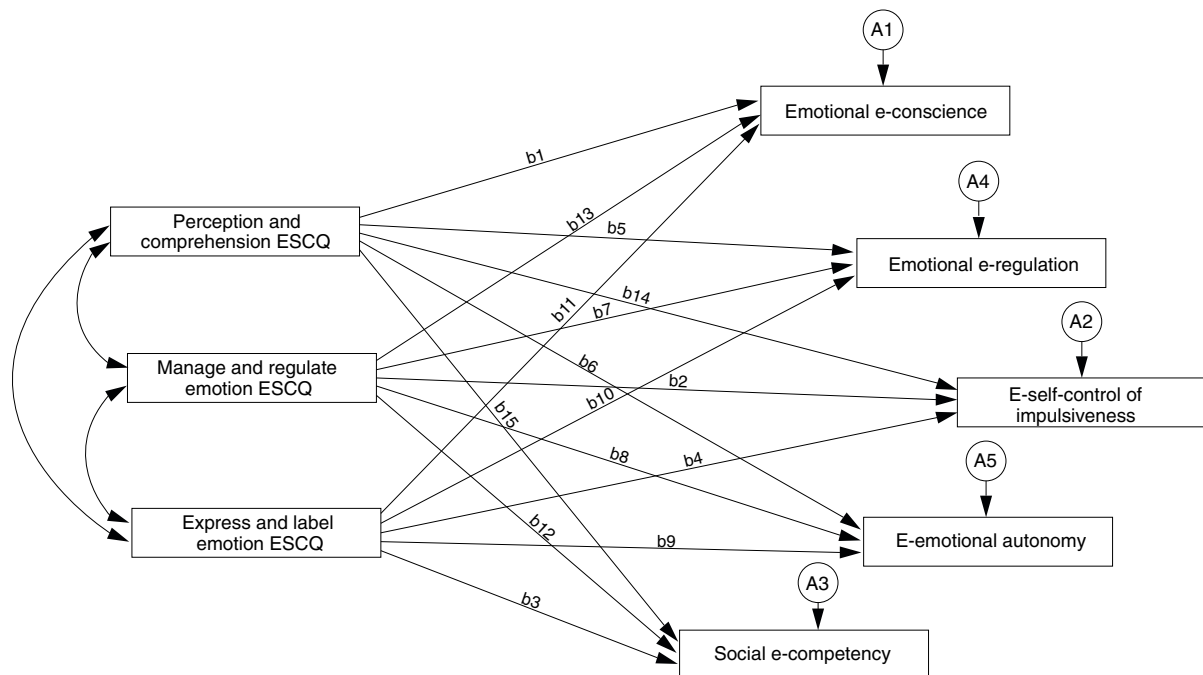 A1
Emotional e-conscience
b1
A4
b13
Perception and
comprehension ESCQ
b5
Emotional e-regulation
b14
b11
b7
A2
Manage and regulate
emotion ESCQ
b6
b2
b10
E-self-control of
impulsiveness
b15
b8
b4
A5
Express and label
emotion ESCQ
b12
b9
E-emotional autonomy
b3
A3
Social e-competency